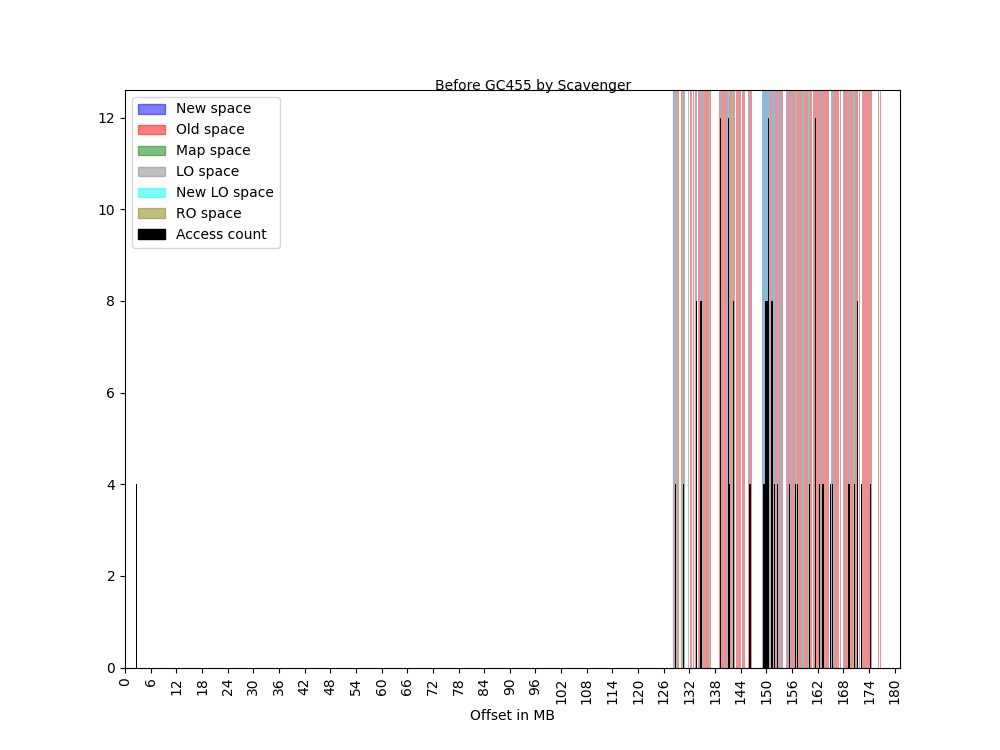 Before GC455 by Scavenger
New space
Old space
Map space
LO space
New LO space
RO space
Access count
12
10
8
6
4
2
0
0 6 12 18 24 30 36 42 48 54 60 66 72 78 84 90 96 102 108 114 120 126 132 138 144 150 156 162 168 174 180
Offset in MB